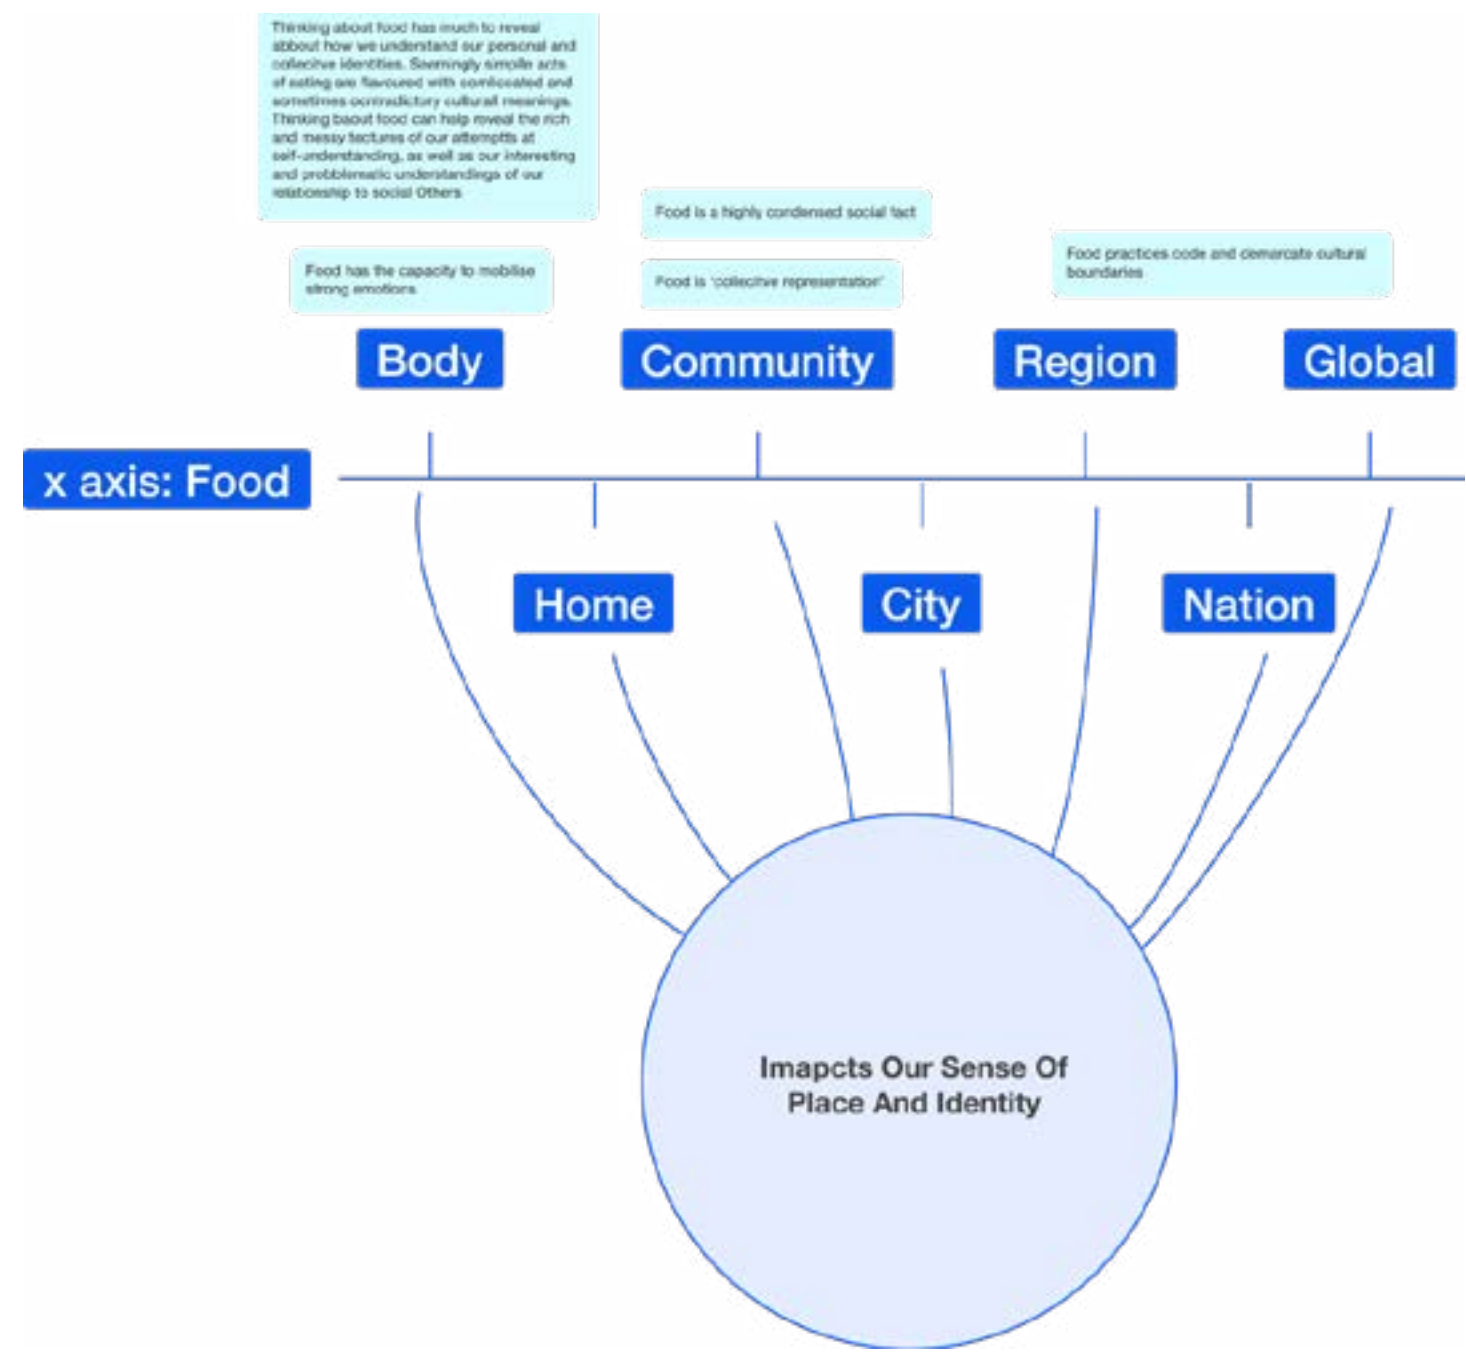 Thinking about food has much to reveal
abbout how we understand our personal and
collecitve identities. Seemingly simplle acts
of eating are flavoured with comliocated and
sometimes ocntradictory culturall meanings.
Thinking baout food can help reveal the rich
and messy tectures of our attemptts at
self-understanding, as well as our interesting
and probblematic understandings of our
relationship to social Others
Food is a highly condensed social fact
Food practices code and demarcate cultural
boundaries
Food has the capacity to mobilise
strong emotions
Food is 'collecitve representation'
Body
Community
Region
Global
x axis: Food
Home
City
Nation
Imapcts Our Sense Of
Place And Identity